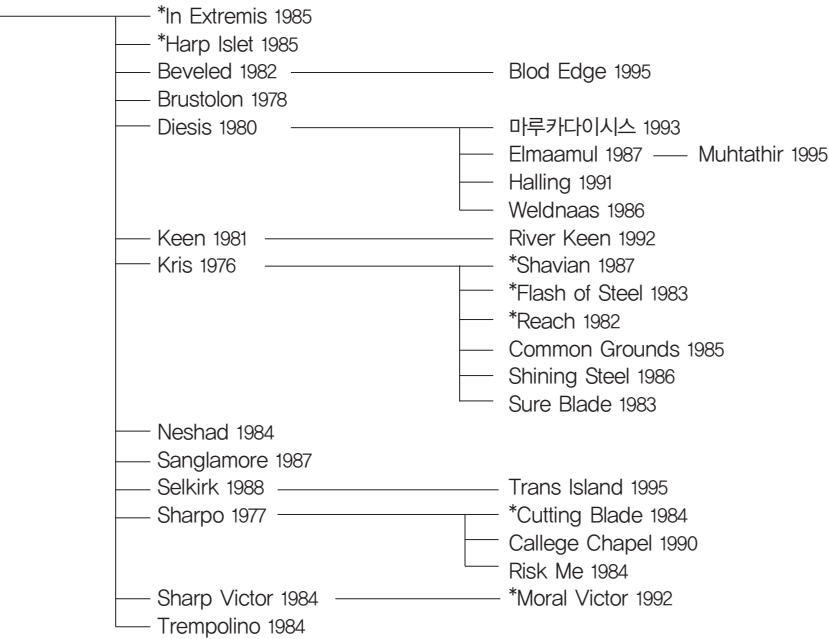 *In Extremis 1985
*Harp Islet 1985
Beveled 1982 Blod Edge 1995
Brustolon 1978
Diesis 1980 마루카다이시스 1993
Elmaamul 1987 Muhtathir 1995
Halling 1991
Weldnaas 1986
Keen 1981 River Keen 1992
Kris 1976 *Shavian 1987
*Flash of Steel 1983
*Reach 1982
Common Grounds 1985
Shining Steel 1986
Sure Blade 1983
Neshad 1984
Sanglamore 1987
Selkirk 1988 Trans Island 1995
Sharpo 1977 *Cutting Blade 1984
Callege Chapel 1990
Risk Me 1984
Sharp Victor 1984 *Moral Victor 1992
Trempolino 1984